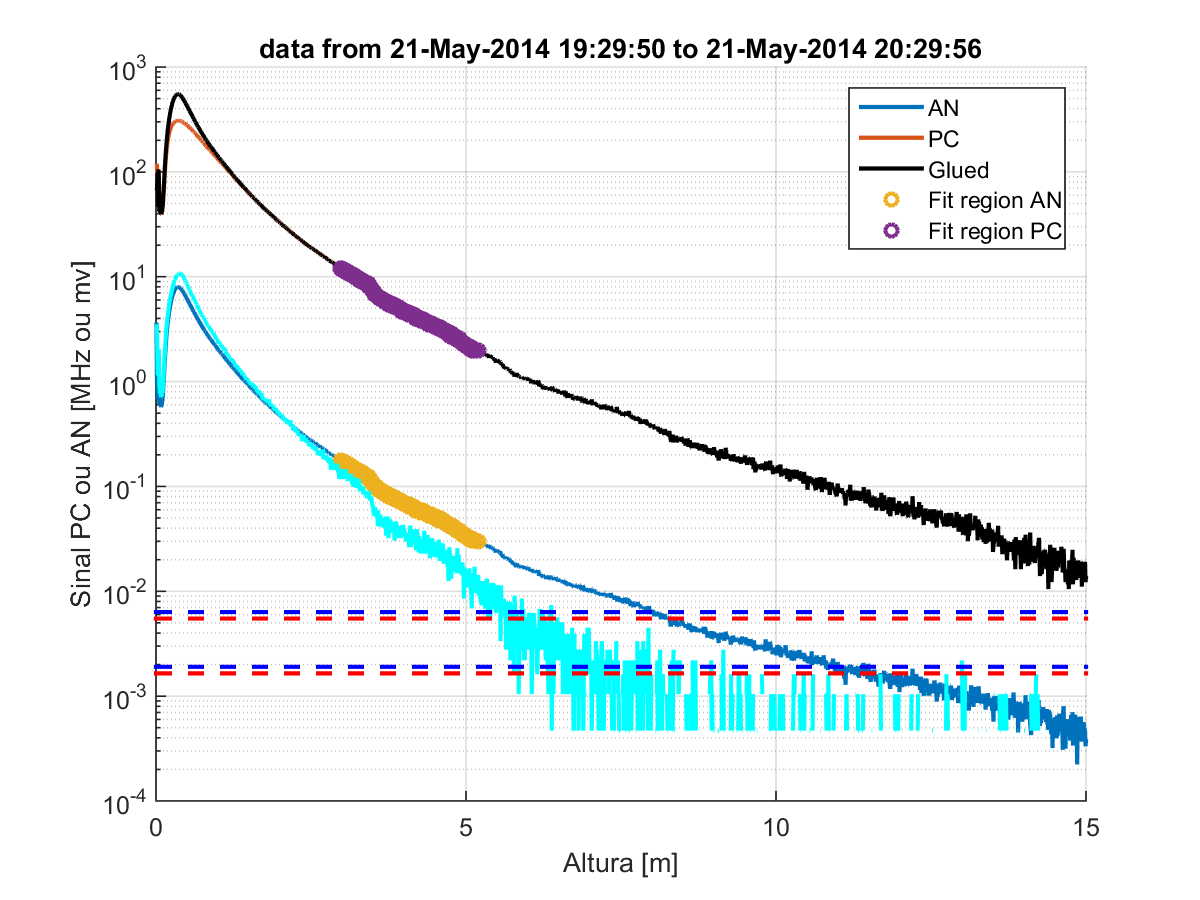 data from 21-May-2014 19:29:50 to 21-May-2014 20:29:56
Sinal PC ou AN [MHz ou mv]
10^3
10^2
10^1
10^0
10^-1
10^-2
10^-3
10^-4
AN
PC
Glued
Fit region AN
Fit region PC
0 5 10 15
Altura [m]